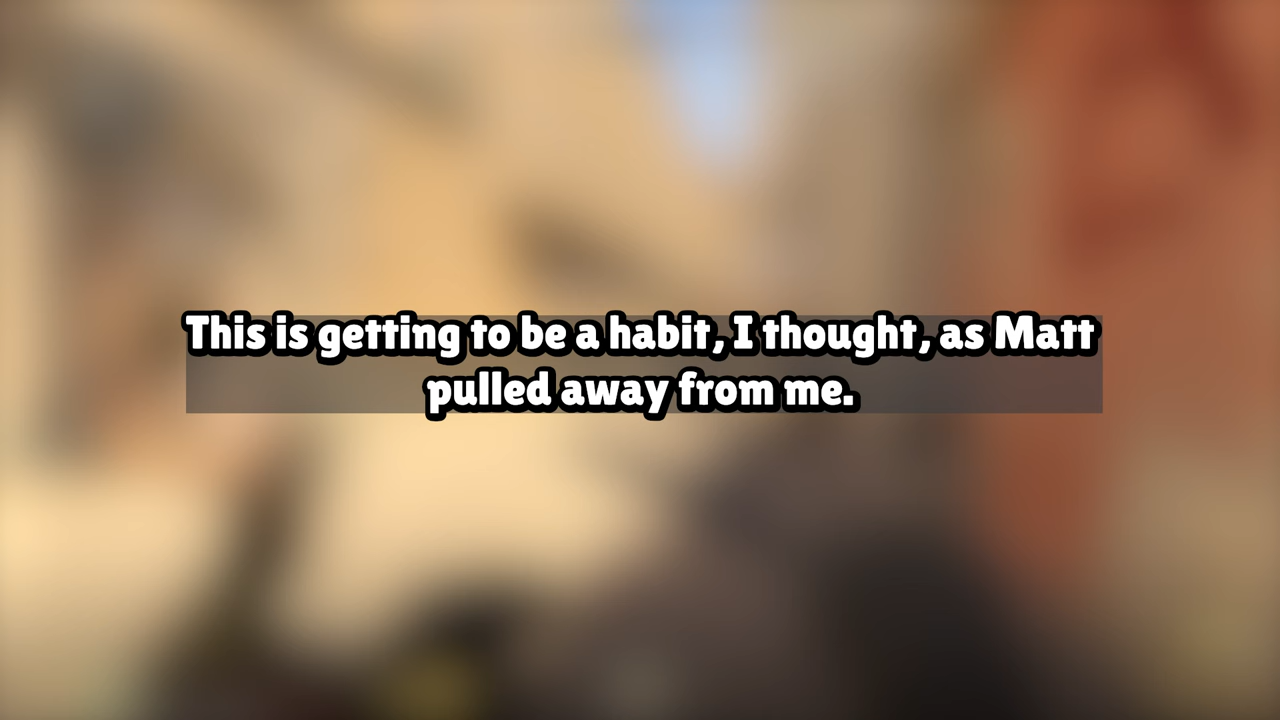 This is getting to be a habit, I thought, as Matt
pulled away from me.